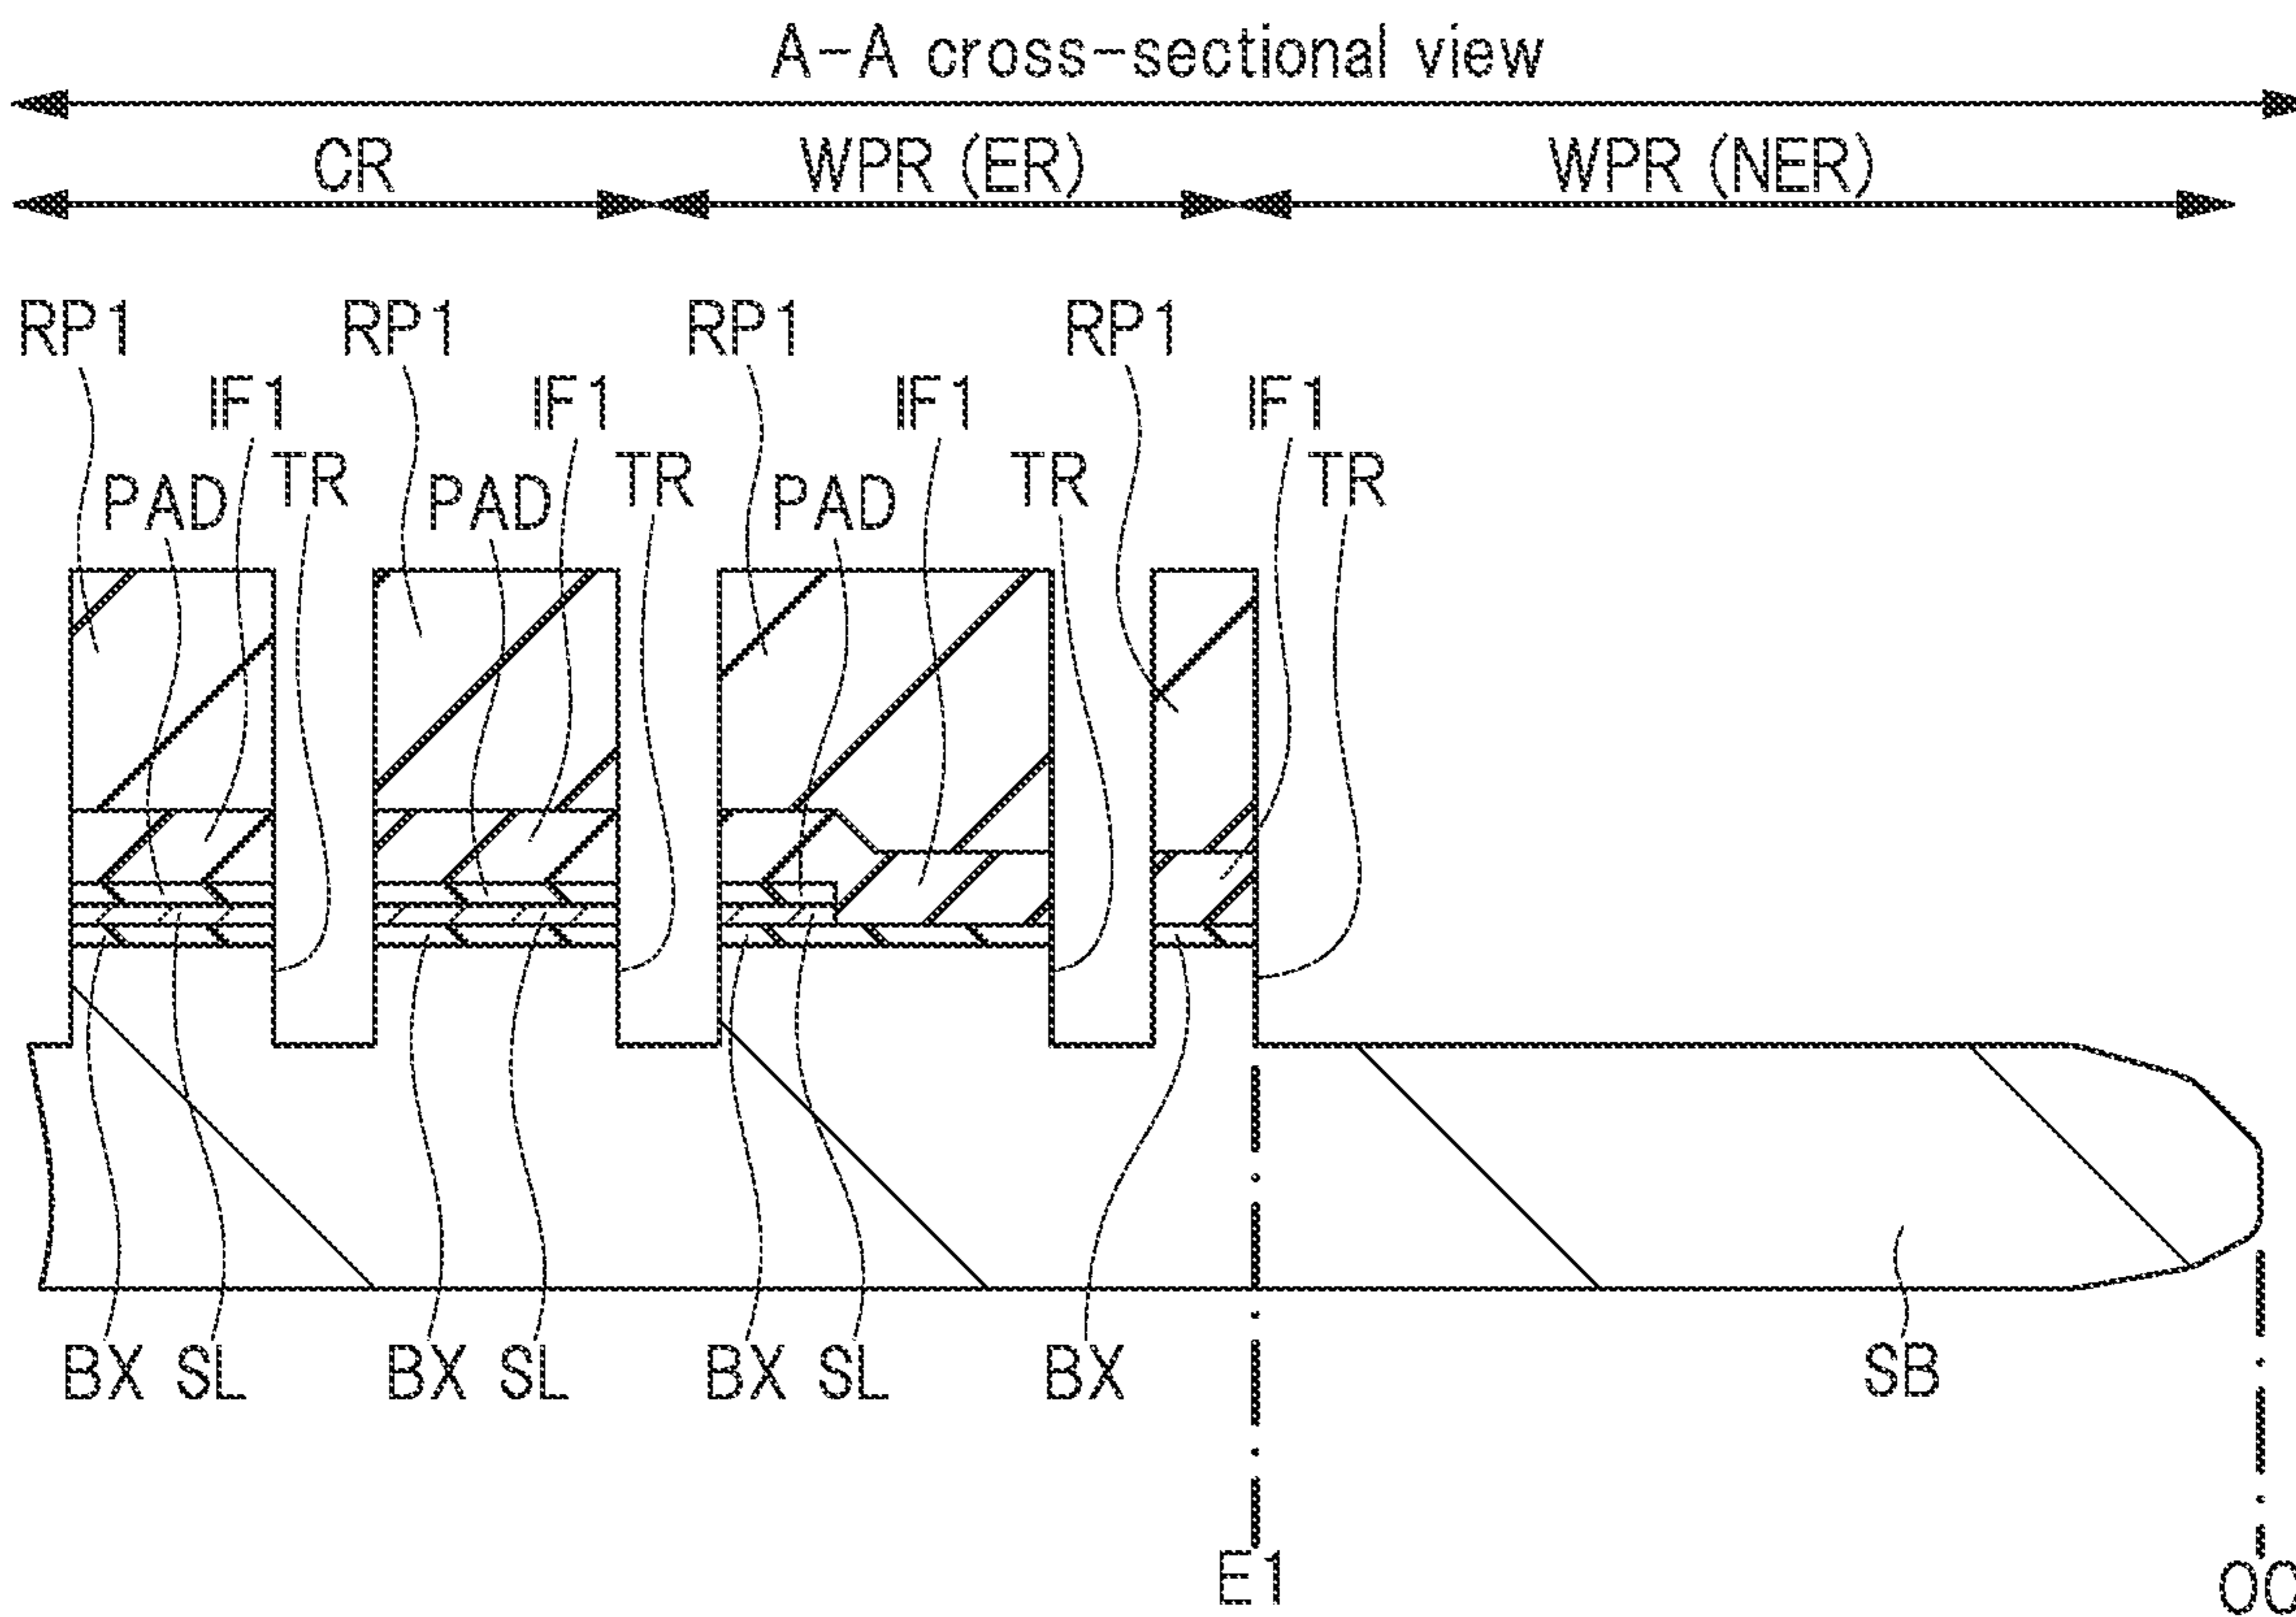 A-A cross-sectional view
CR WPR (ER) WPR (NER)
RP1 RP1 RP1 RP1
IF1 IF1 IF1 IF1
TR TR TR TR
PAD PAD PAD
BX SL BX SL BX SL BX SB
E1